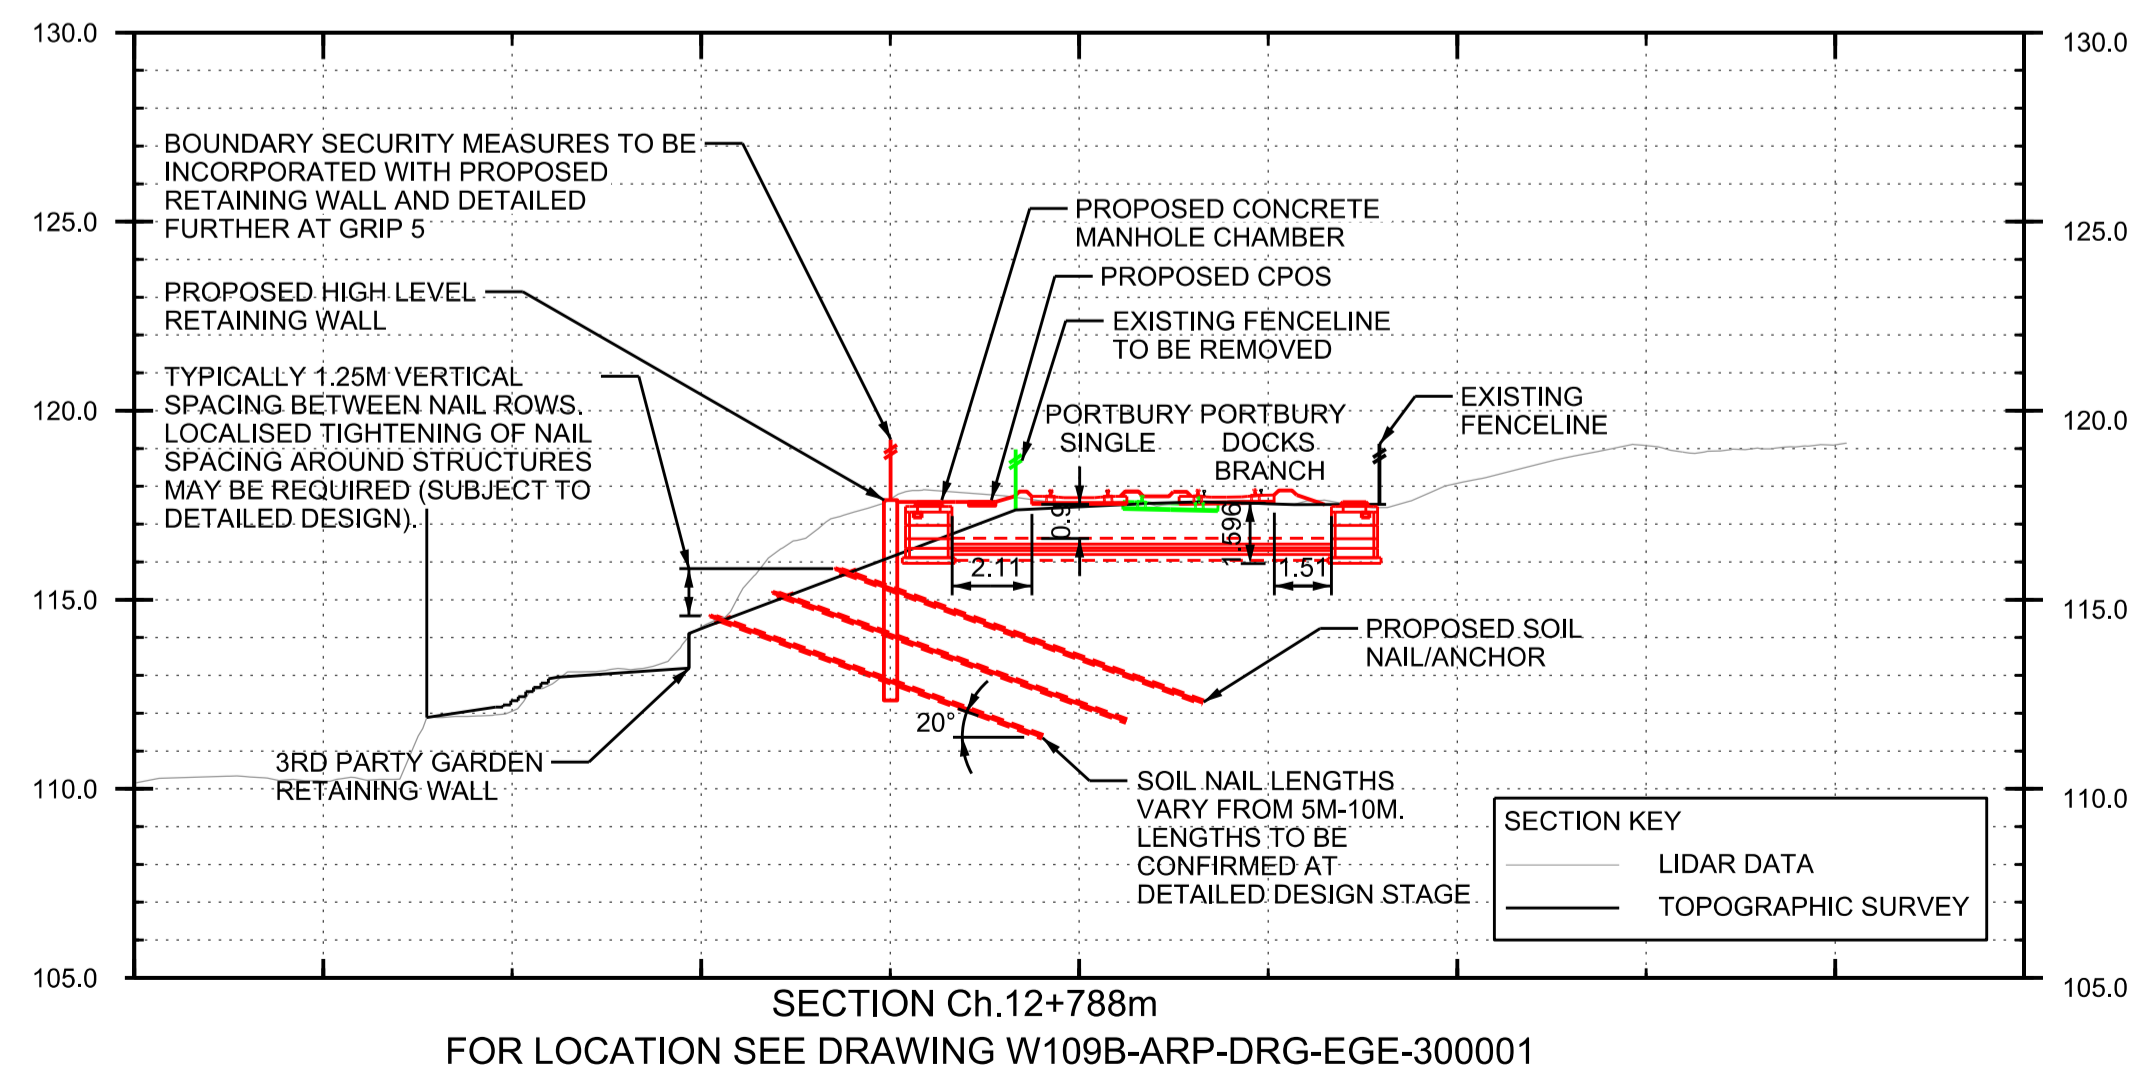 130.0
130.0
BOUNDARY SECURITY MEASURES TO BE
INCORPORATED WITH PROPOSED
RETAINING WALL AND DETAILED
FURTHER AT GRIP 5
125.0
125.0
PROPOSED CONCRETE
MANHOLE CHAMBER
PROPOSED CPOS
PROPOSED HIGH LEVEL
RETAINING WALL
EXISTING FENCELINE
TO BE REMOVED
TYPICALLY 1.25M VERTICAL
SPACING BETWEEN NAIL ROWS.
LOCALISED TIGHTENING OF NAIL
SPACING AROUND STRUCTURES
MAY BE REQUIRED (SUBJECT TO
DETAILED DESIGN).
120.0
120.0
PORTBURY
SINGLE
PORTBURY
DOCKS
BRANCH
EXISTING
FENCELINE
0.9
1.596
2.11
1.51
115.0
115.0
PROPOSED SOIL
NAIL/ANCHOR
20°
3RD PARTY GARDEN
RETAINING WALL
SOIL NAIL LENGTHS
VARY FROM 5M-10M.
LENGTHS TO BE
CONFIRMED AT
DETAILED DESIGN STAGE
110.0
110.0
SECTION KEY
LIDAR DATA
TOPOGRAPHIC SURVEY
105.0
105.0
SECTION Ch.12+788m
FOR LOCATION SEE DRAWING W109B-ARP-DRG-EGE-300001